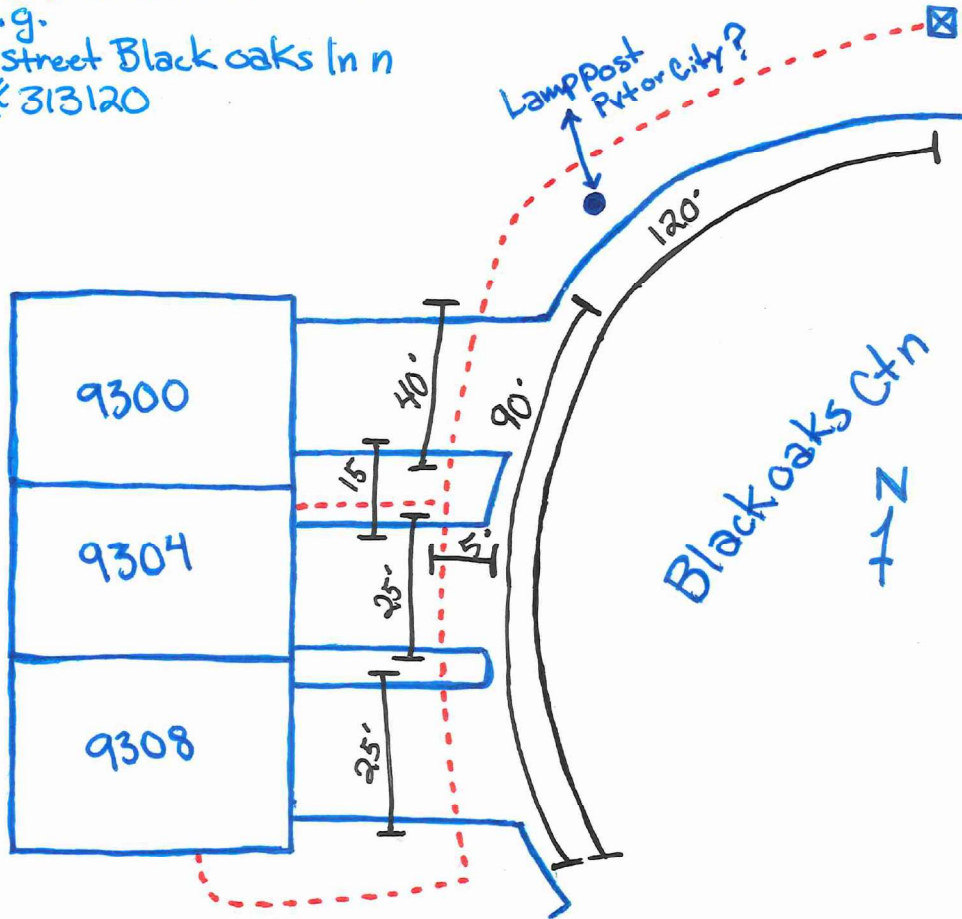 .g.
street Black oaks ln n
313120
Lamppost
Pvt or City?
120'
9300
40'
90'
15
9304
5'
25'
9308
25'
Blackoaks Ct n
N